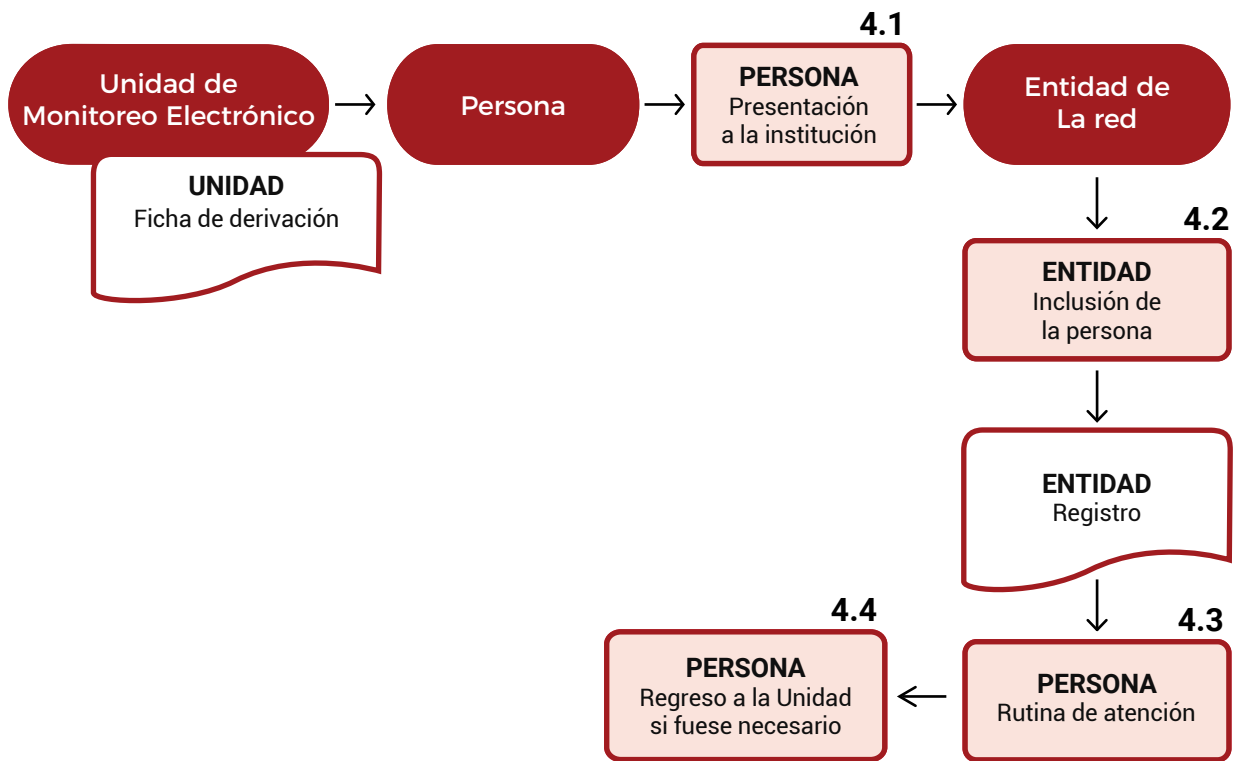 Unidad de
Monitoreo Electrónico
UNIDAD
Ficha de derivación
Persona
4.1
PERSONA
Presentación
a la institución
Entidad de
La red
4.2
ENTIDAD
Inclusión de
la persona
ENTIDAD
Registro
4.3
PERSONA
Rutina de atención
4.4
PERSONA
Regreso a la Unidad
si fuese necesario